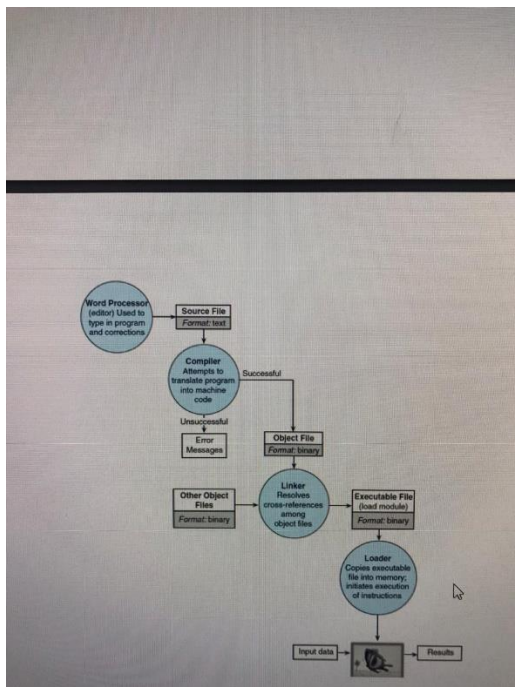 Word Processor
(editor) Used to
type in program
and corrections
Source File
Format: text
Compiler
Attempts to
translate program
into machine
code
Successful
Unsuccessful
Error
Messages
Object File
Format: binary
Other Object
Files
Format: binary
Linker
Resolves
cross-references
among
object files
Executable File
(load module)
Format: binary
Loader
Copies executable
file into memory;
initiates execution
of instructions
Input data
Results